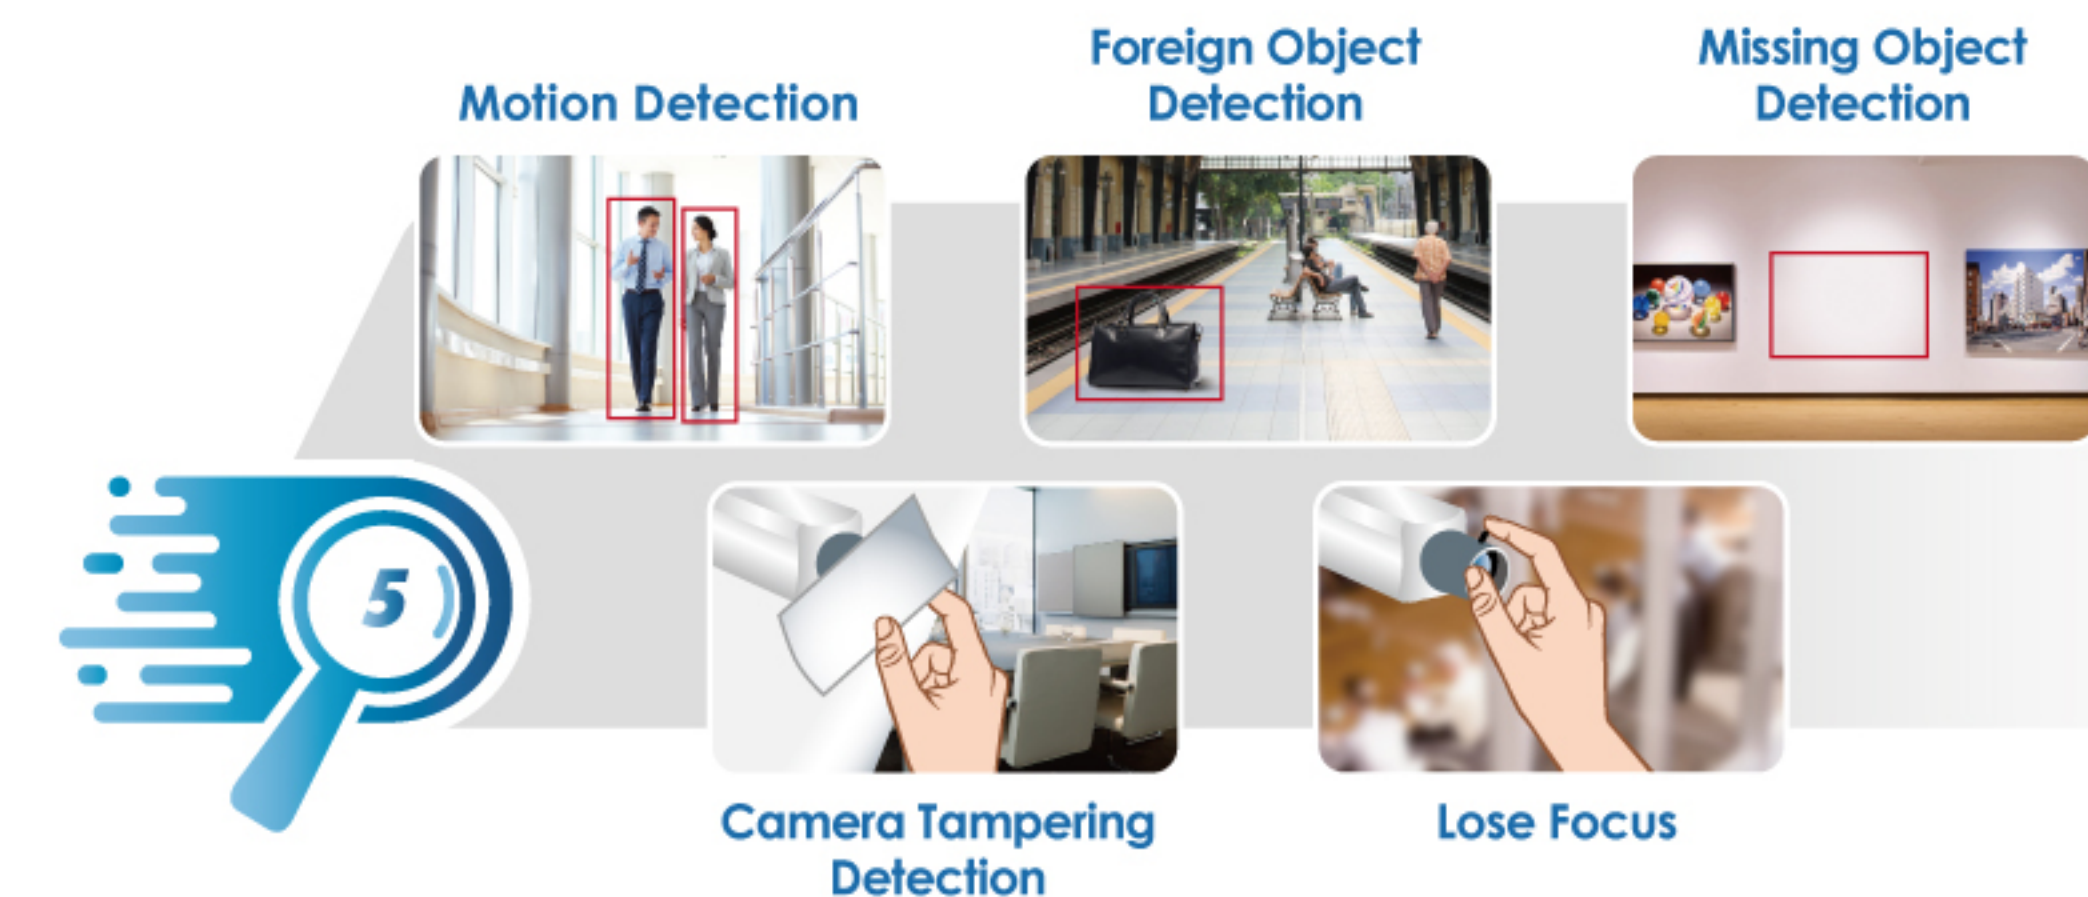 Motion Detection
Foreign Object
Detection
Missing Object
Detection
5
Camera Tampering
Detection
Lose Focus